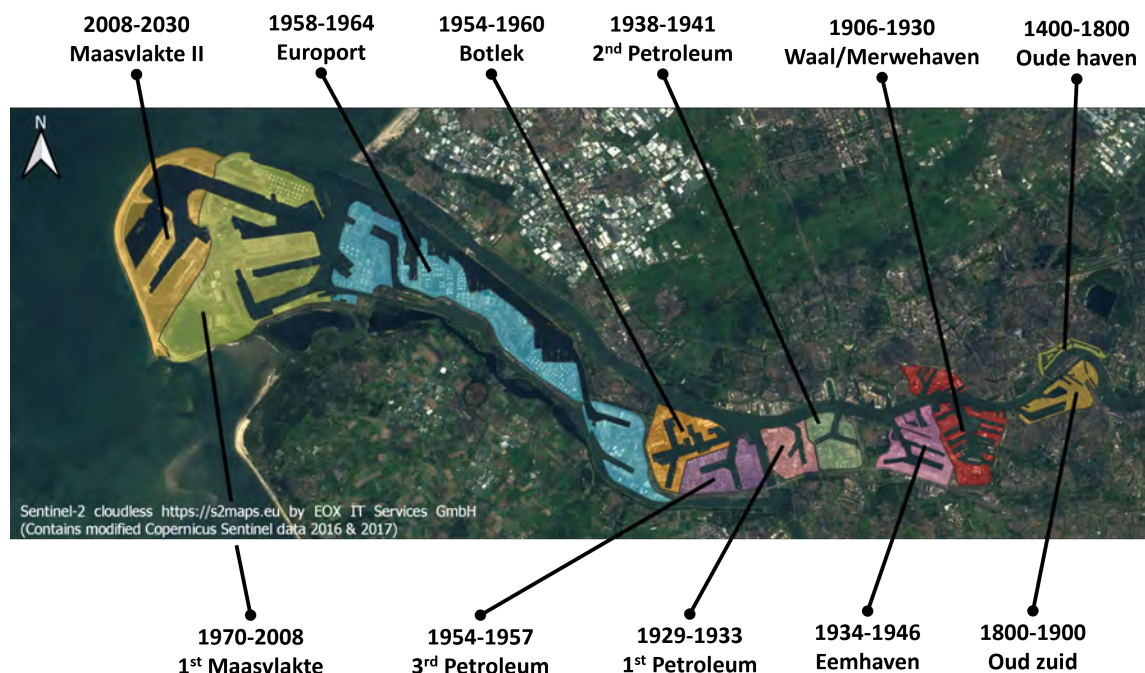 2008-2030
Maasvlakte II
1958-1964
Europort
1954-1960
Botlek
1938-1941
2nd Petroleum
1906-1930
Waal/Merwehaven
1400-1800
Oude haven
N
Sentinel-2 cloudless https://s2maps.eu by EOX IT Services GmbH
(Contains modified Copernicus Sentinel data 2016 & 2017)
1970-2008
1st Maasvlakte
1954-1957
3rd Petroleum
1929-1933
1st Petroleum
1934-1946
Eemhaven
1800-1900
Oud zuid